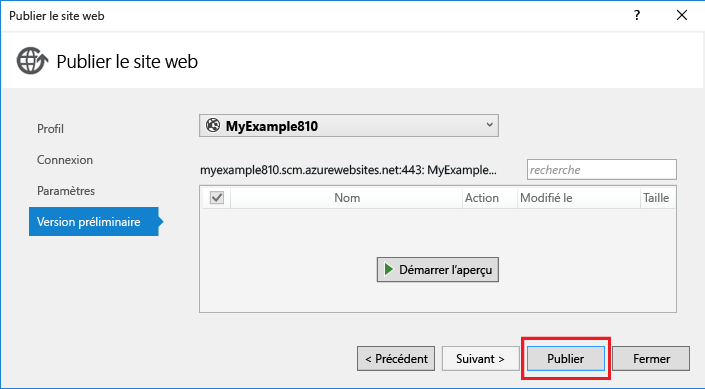 Publier le site web
?
Publier le site web
Profil
Connexion
Paramètres
Version préliminaire
MyExample810
myexample810.scm.azurewebsites.net:443: MyExample...
recherche
Nom Action Modifié le Taille
Démarrer l'aperçu
< Précédent Suivant > Publier Fermer